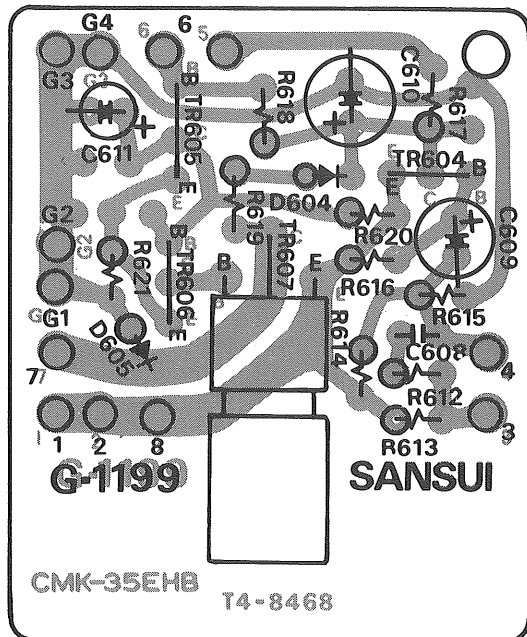 G4 6 6 5
G3 G2
B TR605 R618 C610 R617
C611 E TR604 B
D604 E C B
G2 R619 R620 C609
G2 R621 B TR606 TR607
G1 B E R616
D605 E R614 R615
7 C608 4
R612
1 2 8 R613 3
G-1199 SANSUI
CMK-35EHB T4-8468